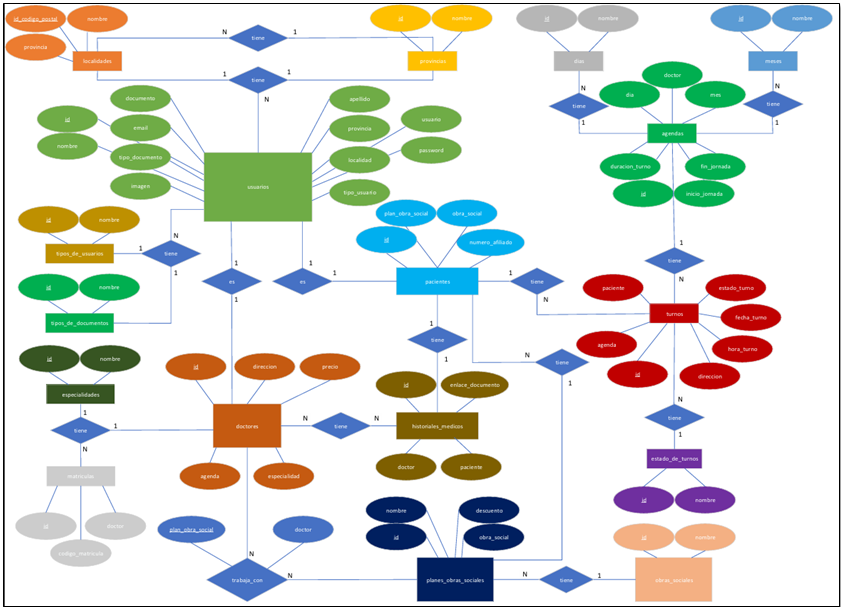 id_codigo_postal
nombre
provincia
localidades
N
tiene
1
1
tiene
1
N
id
nombre
provincias
id
nombre
dias
id
nombre
meses
N
tiene
1
N
tiene
1
doctor
dia
mes
agendas
duracion_turno
fin_jornada
id
inicio_jornada
documento
id
email
nombre
tipo_documento
imagen
usuarios
apellido
usuario
provincia
password
localidad
tipo_usuario
id
nombre
tipos_de_usuarios
1
N
tiene
1
id
nombre
tipos_de_documentos
1
es
1
1
es
1
plan_obra_social
obra_social
id
numero_afiliado
pacientes
1
tiene
N
1
tiene
N
paciente
estado_turno
turnos
fecha_turno
agenda
hora_turno
id
direccion
1
tiene
1
N
tiene
1
id
nombre
especialidades
1
tiene
1
N
matriculas
id
doctor
codigo_matricula
id
direccion
precio
doctores
agenda
especialidad
N
tiene
N
id
enlace_documento
historiales_medicos
doctor
paciente
N
tiene
1
estado_de_turnos
id
nombre
plan_obra_social
doctor
N
trabaja_con
N
nombre
descuento
id
obra_social
planes_obras_sociales
N
tiene
1
id
nombre
obras_sociales